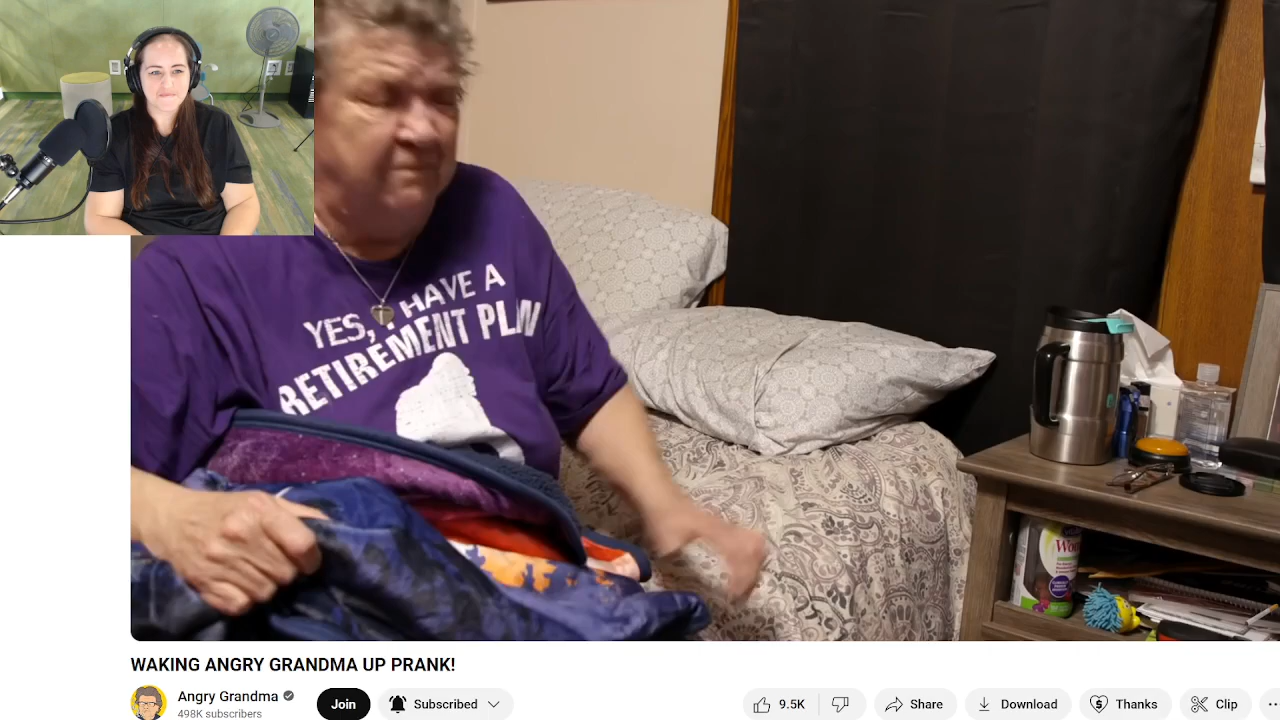 YES, I HAVE A
RETIREMENT PLAN
WAKING ANGRY GRANDMA UP PRANK!
Angry Grandma
498K subscribers
Join
Subscribed
9.5K
Share
Download
Thanks
Clip